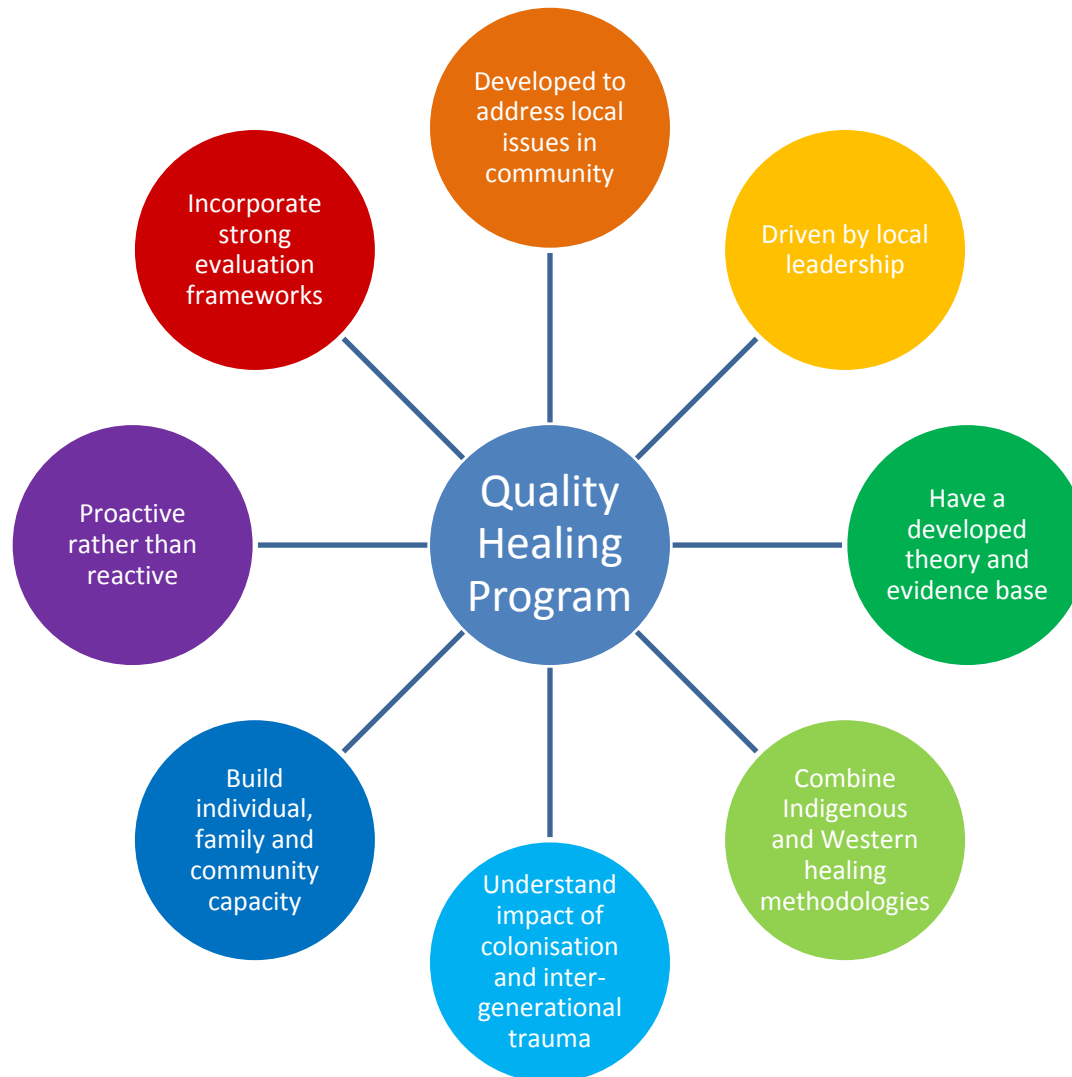 Developed to
address local
issues in
community
Driven by local
leadership
Have a
developed
theory and
evidence base
Combine
Indigenous
and Western
healing
methodologies
Understand
impact of
colonisation
and inter-
generational
trauma
Build
individual,
family and
community
capacity
Proactive
rather than
reactive
Incorporate
strong
evaluation
frameworks
Quality
Healing
Program